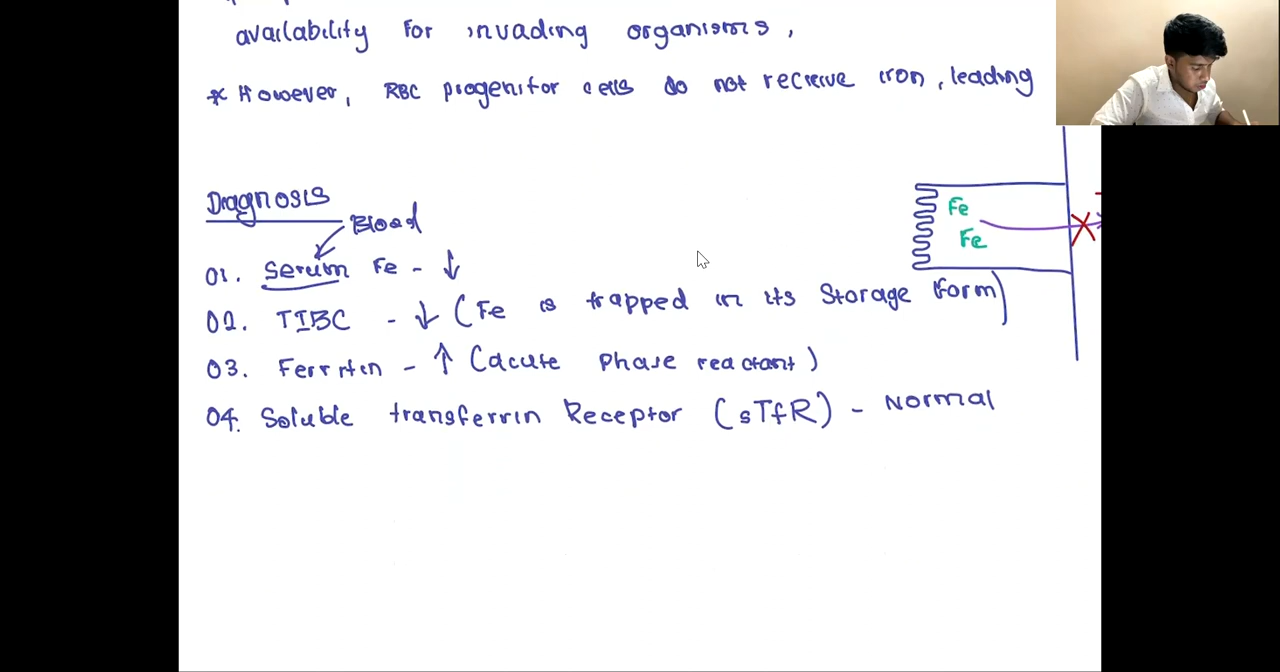 availability for invading organisms,
* However, RBC progenitor cells do not recieve iron, leading
Diagnosis
Blood
01. Serum Fe - ↓
02. TIBC - ↓ (Fe is trapped in its Storage form)
03. Ferritin - ↑ (acute phase reactant)
04. Soluble transferrin Receptor (sTfR) - Normal
Fe
Fe